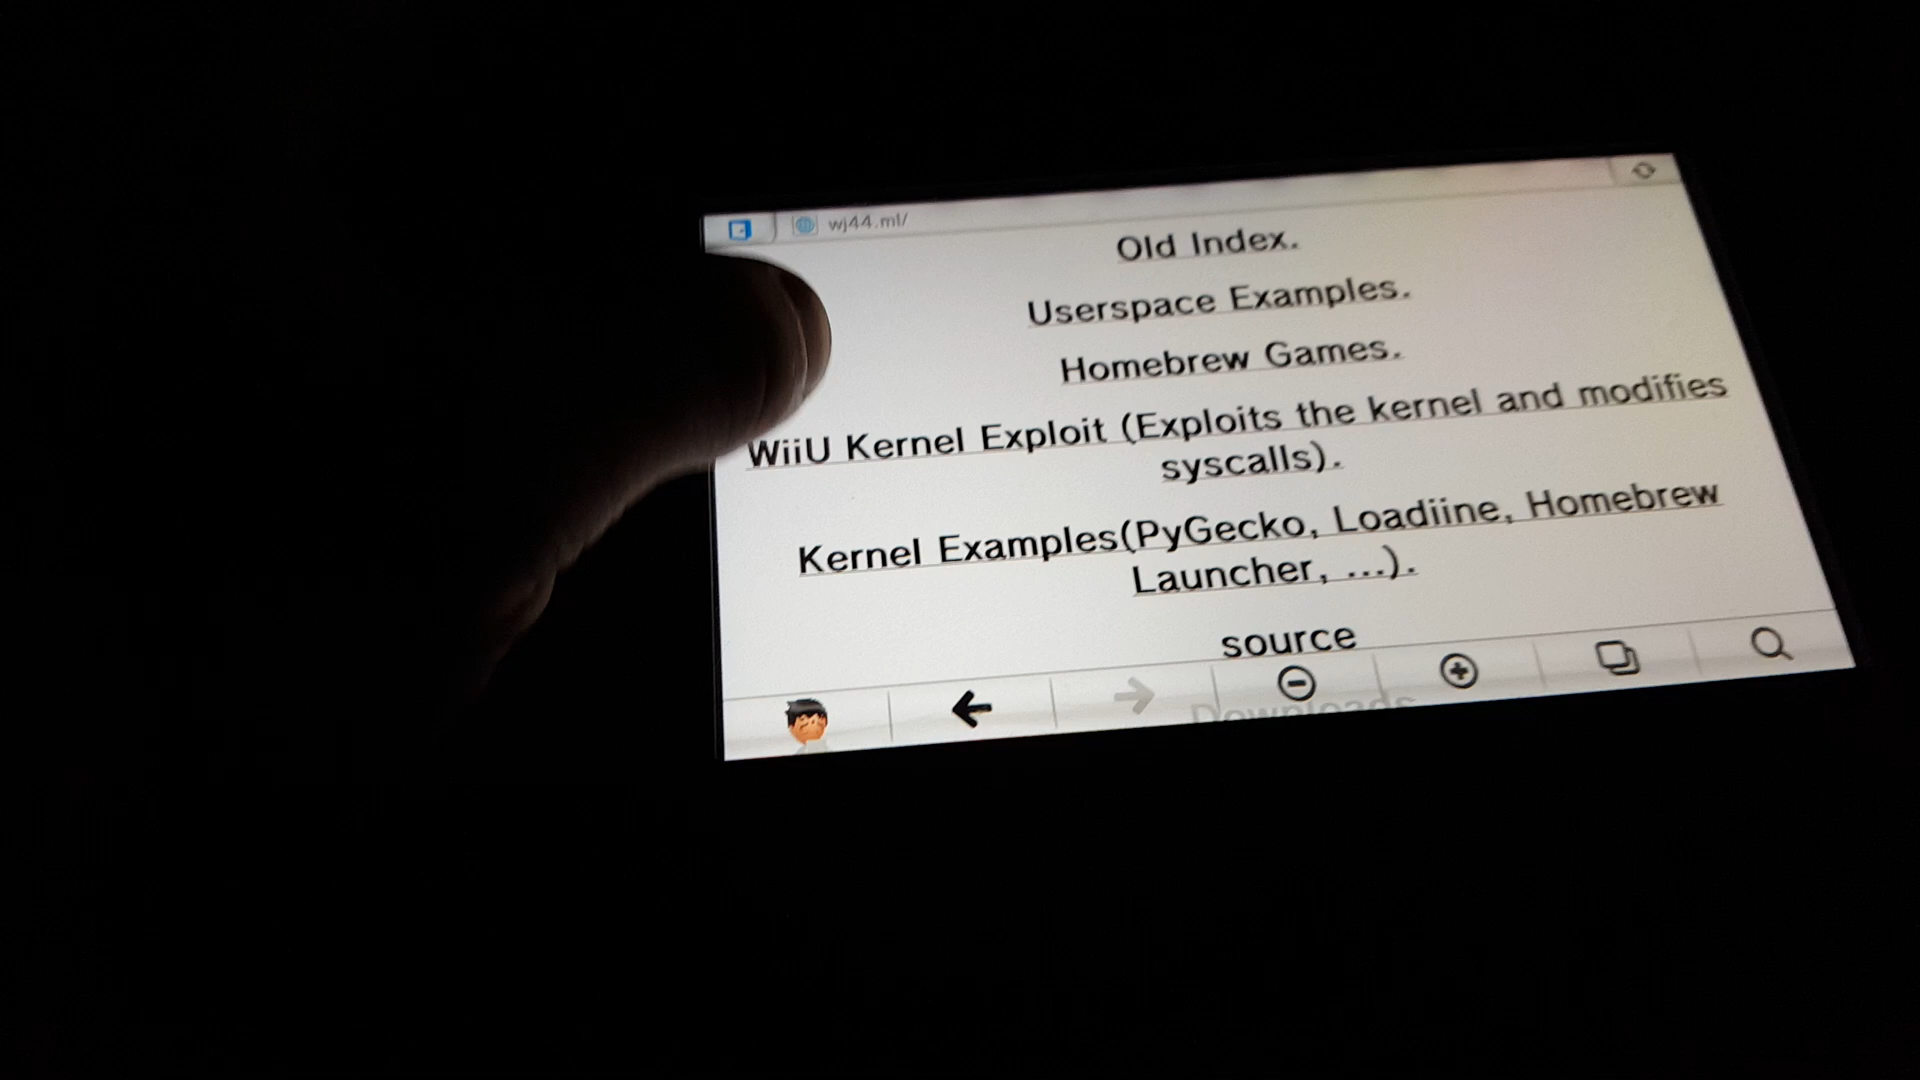 wj44.ml/
Old Index.
Userspace Examples.
Homebrew Games.
WiiU Kernel Exploit (Exploits the kernel and modifies
syscalls).
Kernel Examples(PyGecko, Loadiine, Homebrew
Launcher, ...).
source
Downloads